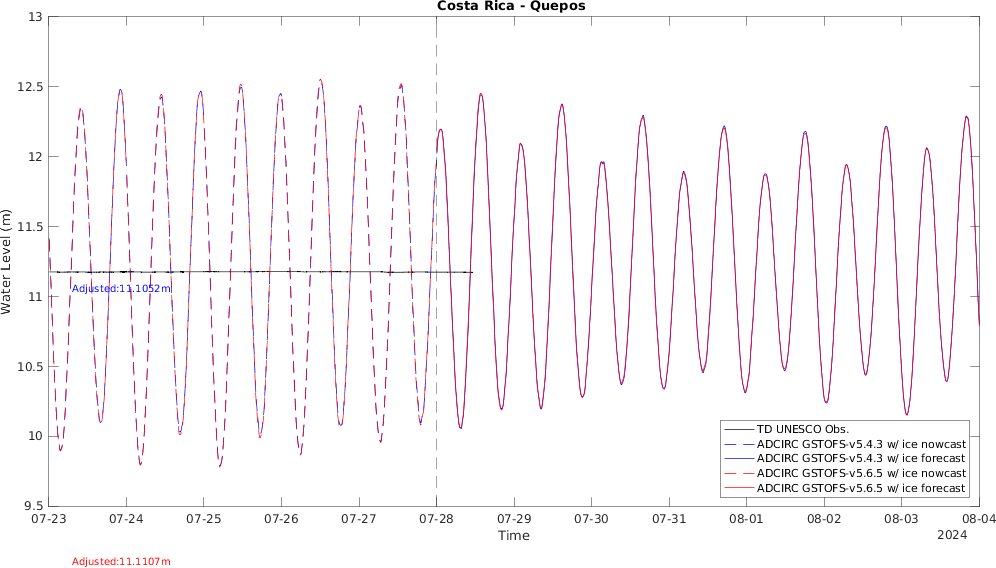 Costa Rica - Quepos
Water Level (m)
13
12.5
12
11.5
11
10.5
10
9.5
Adjusted:11.1052m
TD UNESCO Obs.
ADCIRC GSTOFS-v5.4.3 w/ ice nowcast
ADCIRC GSTOFS-v5.4.3 w/ ice forecast
ADCIRC GSTOFS-v5.6.5 w/ ice nowcast
ADCIRC GSTOFS-v5.6.5 w/ ice forecast
07-23 07-24 07-25 07-26 07-27 07-28 07-29 07-30 07-31 08-01 08-02 08-03 08-04
Time
2024
Adjusted:11.1107m